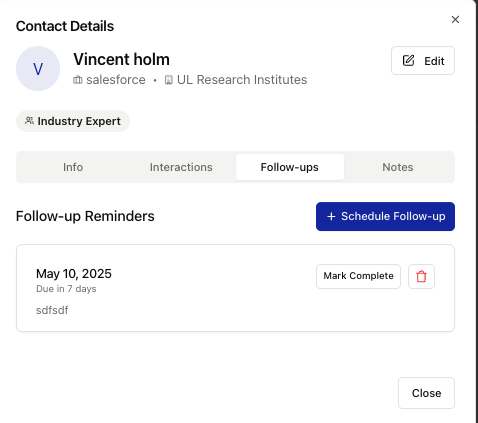 Contact Details
V
Vincent holm
Edit
salesforce • UL Research Institutes
Industry Expert
Info Interactions Follow-ups Notes
Follow-up Reminders
+ Schedule Follow-up
May 10, 2025
Mark Complete
Due in 7 days
sdfsdf
Close